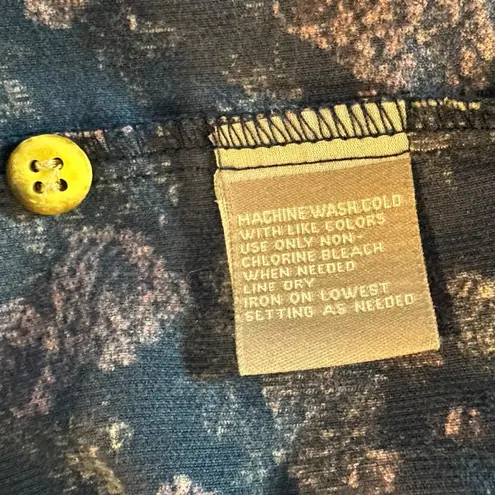 MACHINE WASH COLD
WITH LIKE COLORS
USE ONLY NON-
CHLORINE BLEACH
WHEN NEEDED
LINE DRY
IRON ON LOWEST
SETTING AS NEEDED